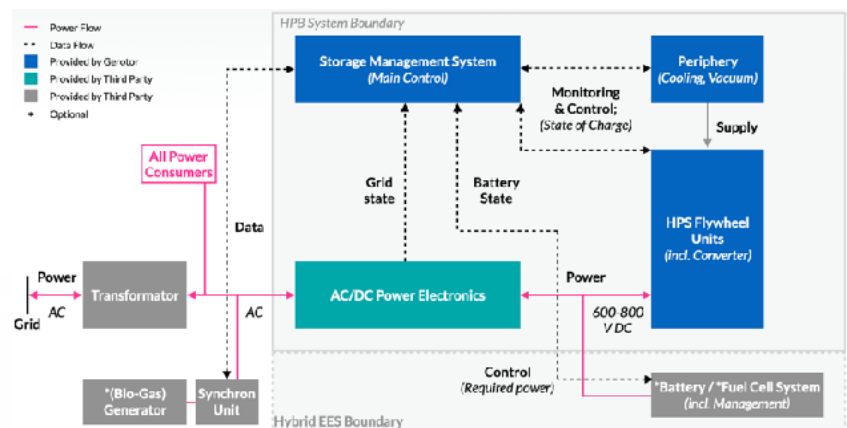 Power Flow
Data Flow
Provided by Gerotor
Provided by Third Party
Provided by Third Party
* Optional
HPB System Boundary
Storage Management System
(Main Control)
Periphery
(Cooling, Vacuum)
Monitoring
& Control;
(State of Charge)
Supply
All Power
Consumers
Grid
state
Battery
State
Data
HPS Flywheel
Units
(incl. Converter)
Power
AC
Grid
Transformator
AC
AC/DC Power Electronics
Power
600-800
V DC
*(Bio-Gas)
Generator
Synchron
Unit
Control
(Required power)
*Battery / *Fuel Cell System
(incl. Management)
Hybrid EES Boundary